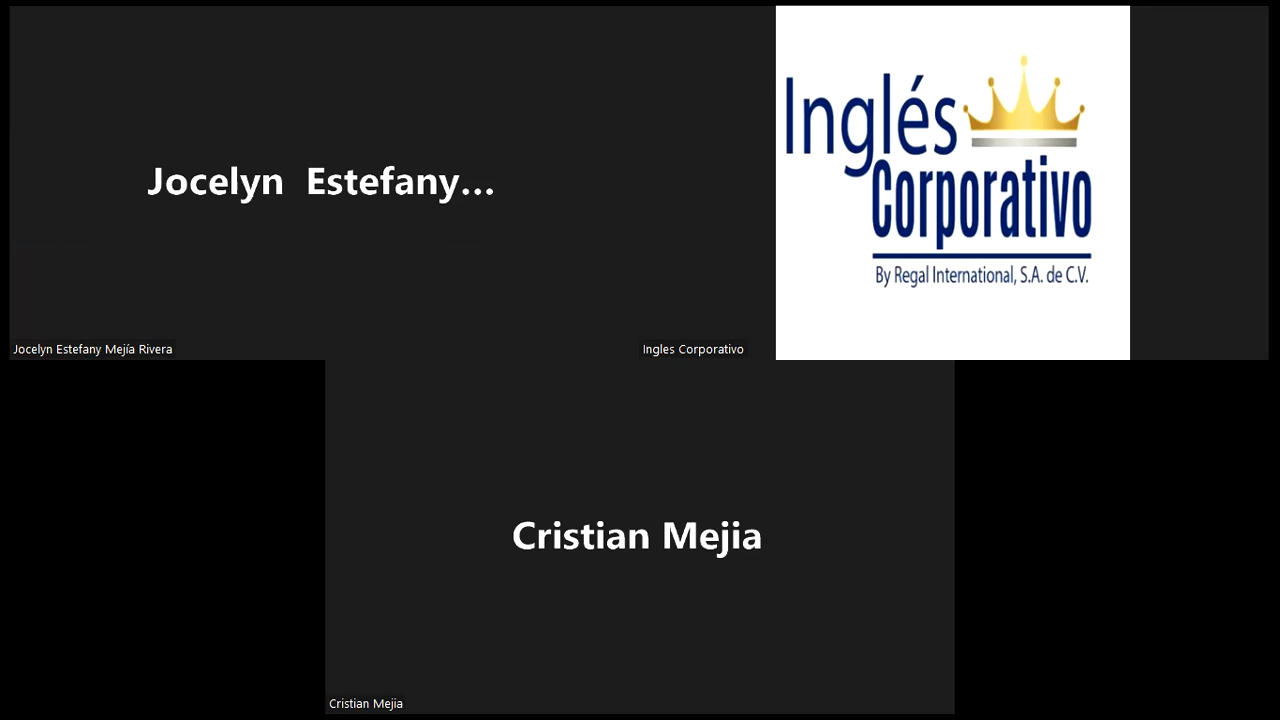 Jocelyn Estefany...
Jocelyn Estefany Mejía Rivera
Inglés
Corporativo
By Regal International, S.A. de C.V.
Ingles Corporativo
Cristian Mejia
Cristian Mejia